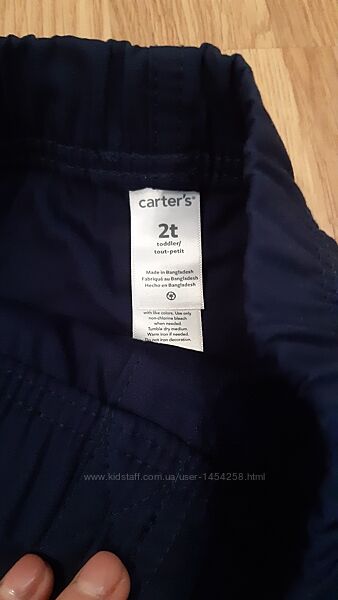 carter's®
2t
toddler/
tout-petit
Made in Bangladesh
Fabriqué au Bangladesh
Hecho en Bangladesh
with like colors. Use only
non-chlorine bleach
when needed.
Tumble dry medium.
Warm iron if needed.
Do not iron decoration.
www.kidstaff.com.ua/user-1454258.html